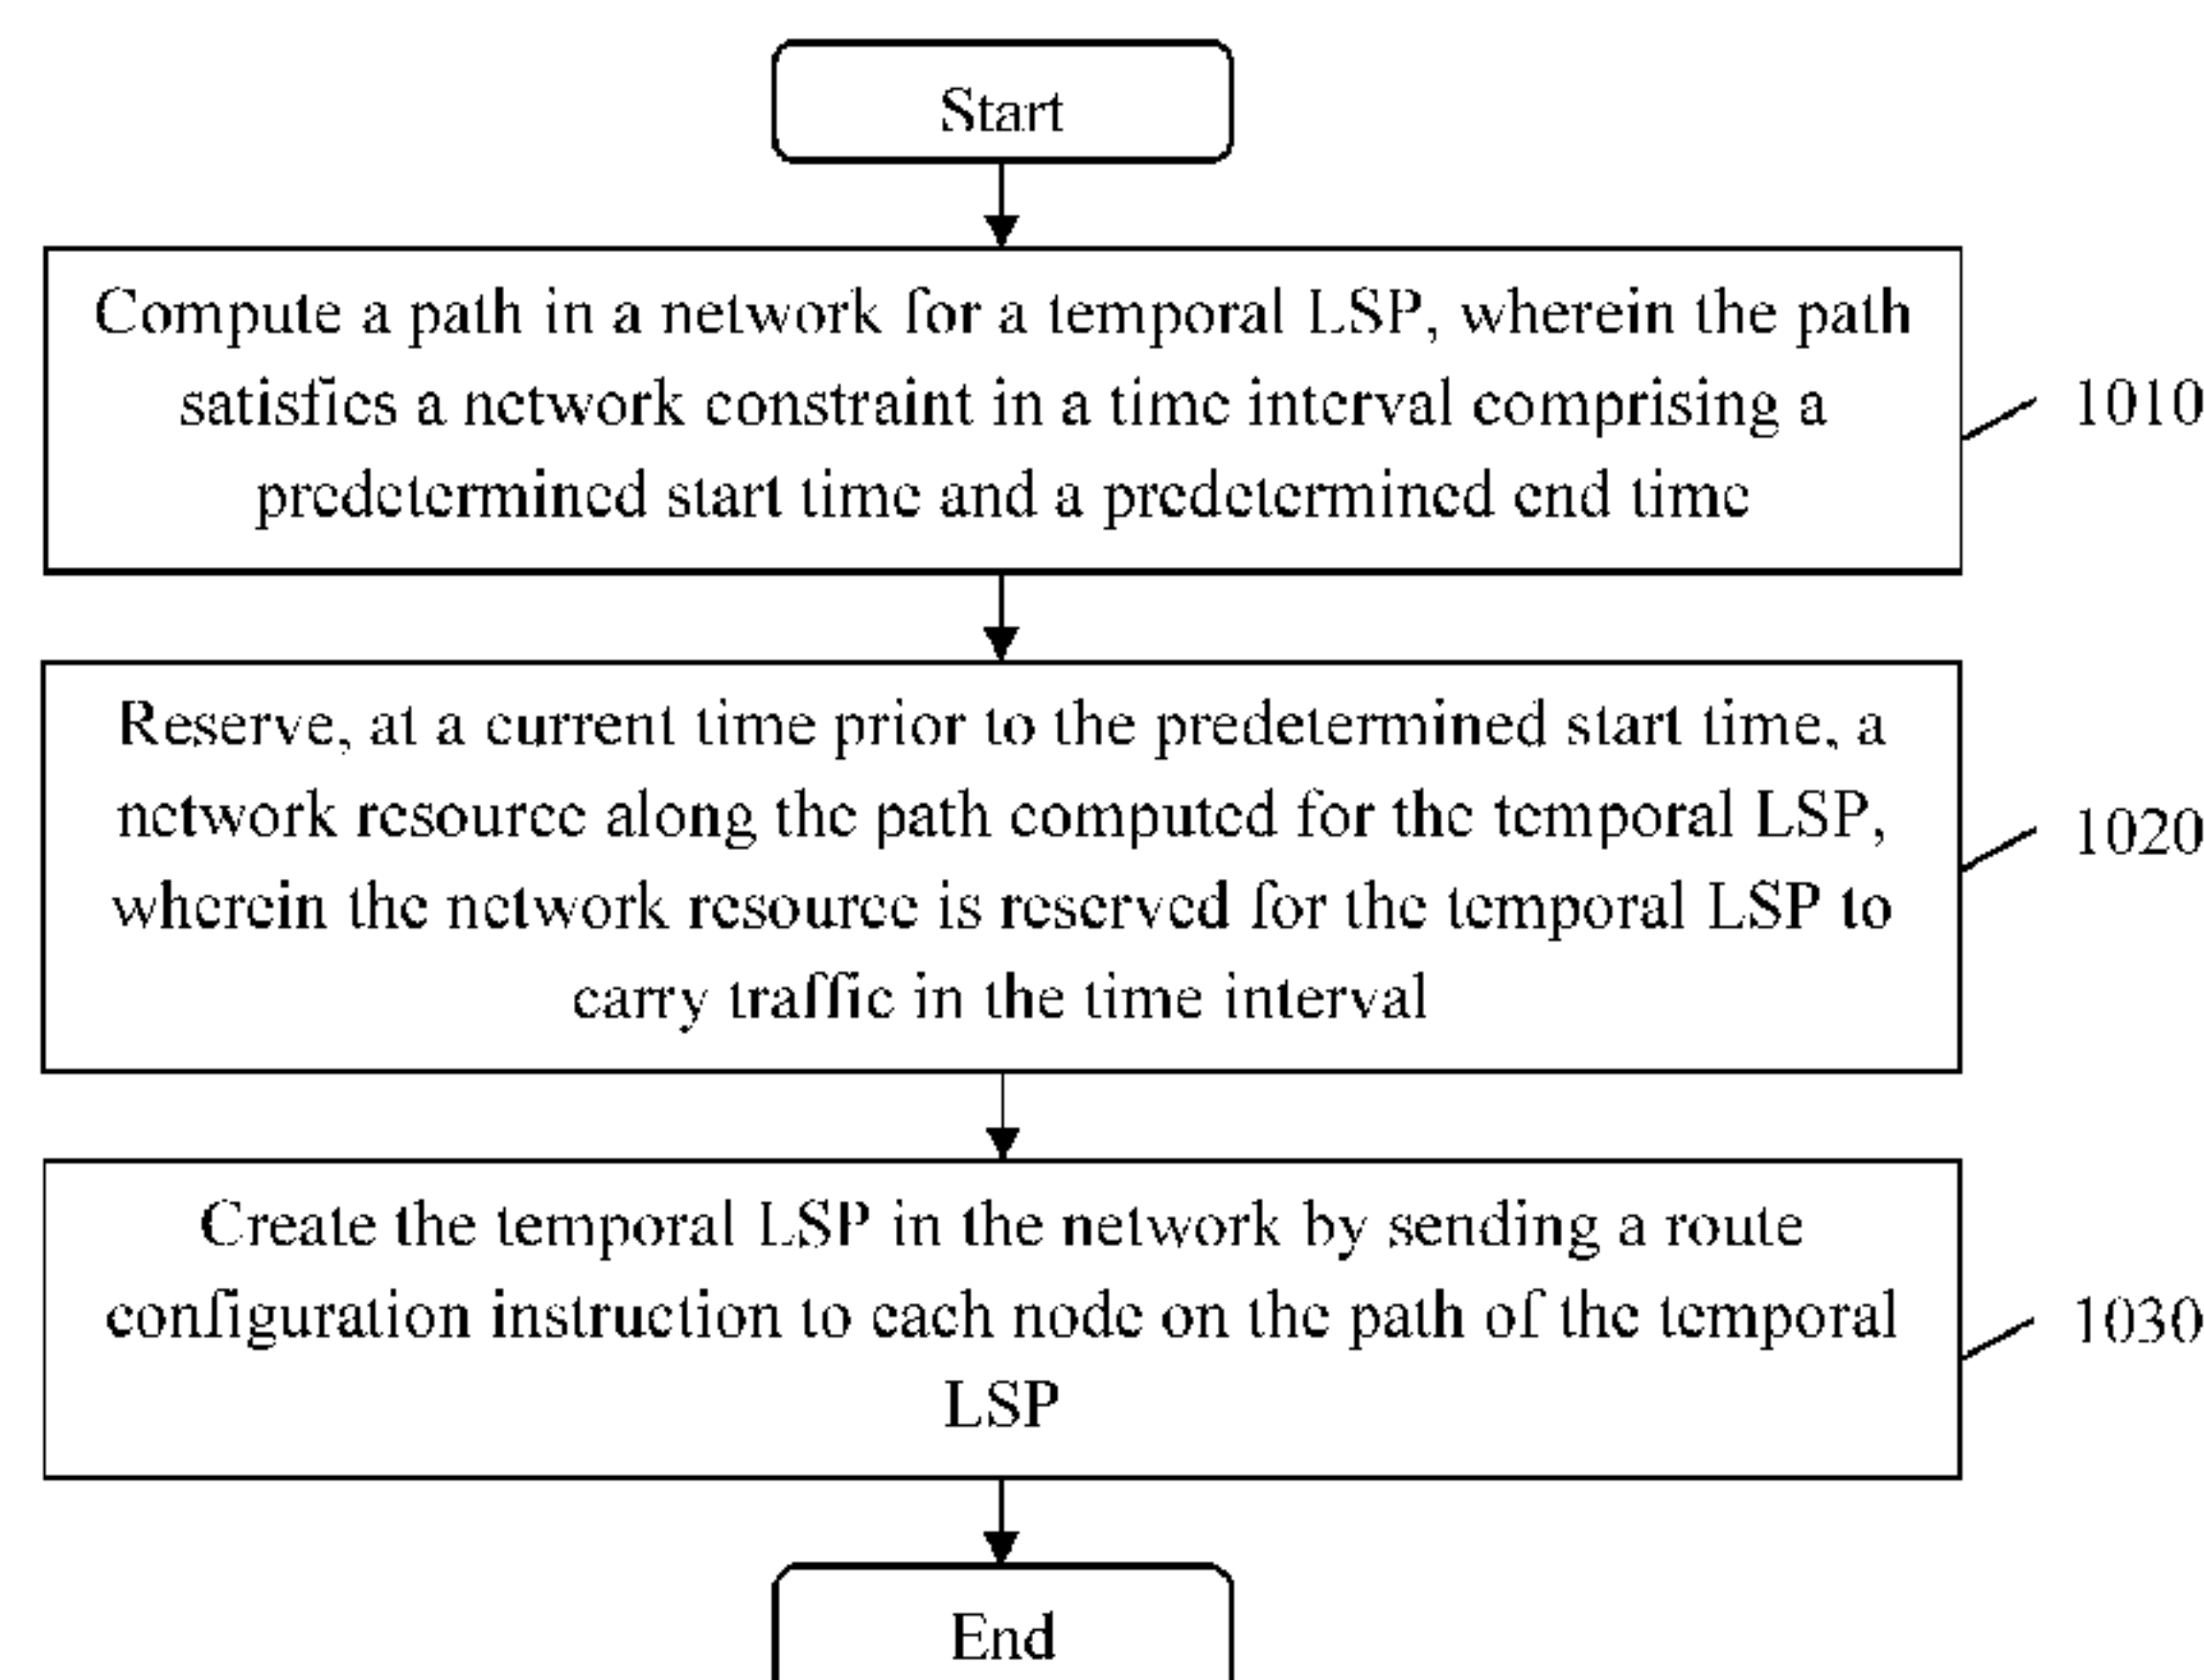 Start
Compute a path in a network for a temporal LSP, wherein the path
satisfies a network constraint in a time interval comprising a
predetermined start time and a predetermined end time
1010
Reserve, at a current time prior to the predetermined start time, a
network resource along the path computed for the temporal LSP,
wherein the network resource is reserved for the temporal LSP to
carry traffic in the time interval
1020
Create the temporal LSP in the network by sending a route
configuration instruction to each node on the path of the temporal
LSP
1030
End